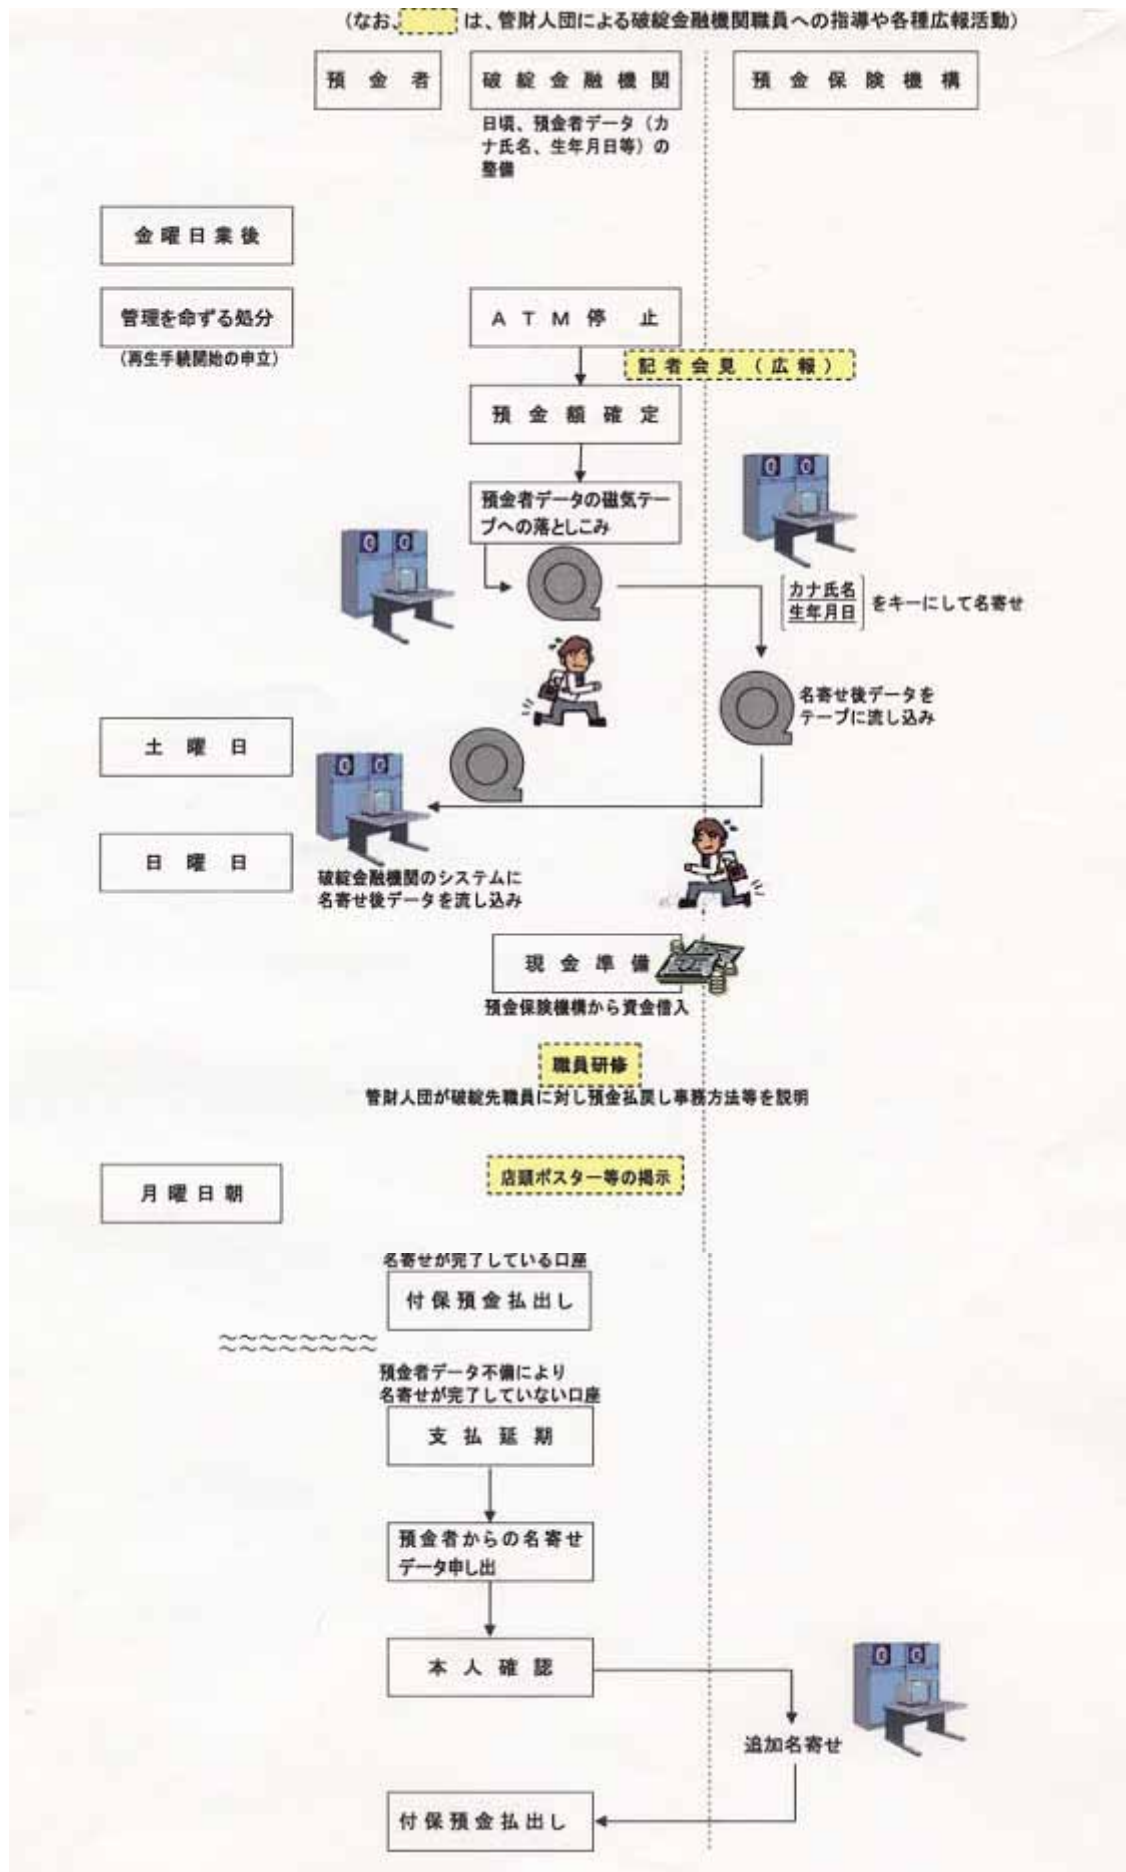 (なお、 は、管財人団による破綻金融機関職員への指導や各種広報活動)
預金者
破綻金融機関
預金保険機構
日頃、預金者データ(カ
ナ氏名、生年月日等)の
整備
金曜日業後
管理を命ずる処分
(再生手続開始の申立)
ATM停止
記者会見(広報)
預金額確定
預金者データの磁気テー
プへの落としこみ
カナ氏名
生年月日
をキーにして名寄せ
名寄せ後データを
テープに流し込み
土曜日
日曜日
破綻金融機関のシステムに
名寄せ後データを流し込み
現金準備
預金保険機構から資金借入
職員研修
管財人団が破綻先職員に対し預金払戻し事務方法等を説明
月曜日朝
店頭ポスター等の掲示
名寄せが完了している口座
付保預金払出し
預金者データ不備により
名寄せが完了していない口座
支払延期
預金者からの名寄せ
データ申し出
本人確認
追加名寄せ
付保預金払出し